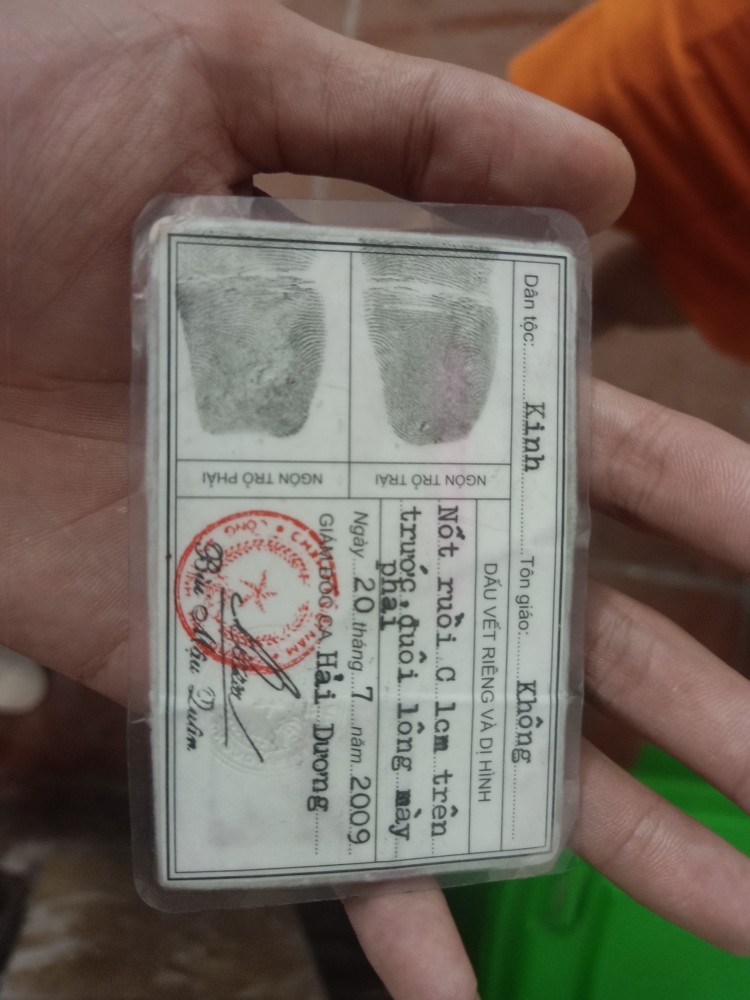 Dân tộc: Kinh Tôn giáo: Không
NGÓN TRỎ TRÁI
NGÓN TRỎ PHẢI
DẤU VẾT RIÊNG VÀ DỊ HÌNH
Nốt ruồi C 1cm trên
trước đuôi lông mày
phải
Ngày 20 tháng 7 năm 2009
GIÁM ĐỐC CA Hải Dương